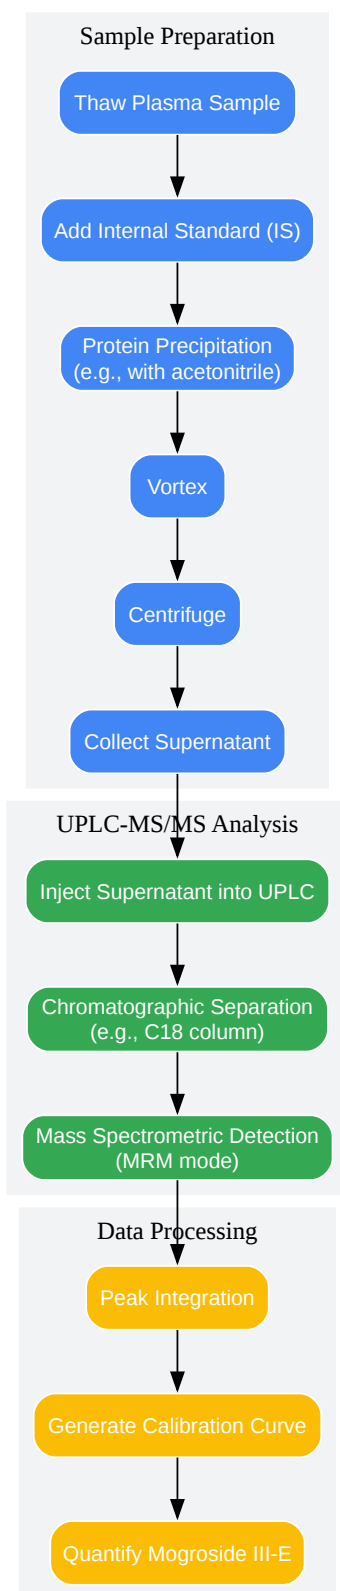 Sample Preparation
Thaw Plasma Sample
Add Internal Standard (IS)
Protein Precipitation
(e.g., with acetonitrile)
Vortex
Centrifuge
Collect Supernatant
UPLC-MS/MS Analysis
Inject Supernatant into UPLC
Chromatographic Separation
(e.g., C18 column)
Mass Spectrometric Detection
(MRM mode)
Data Processing
Peak Integration
Generate Calibration Curve
Quantify Mogroside III-E